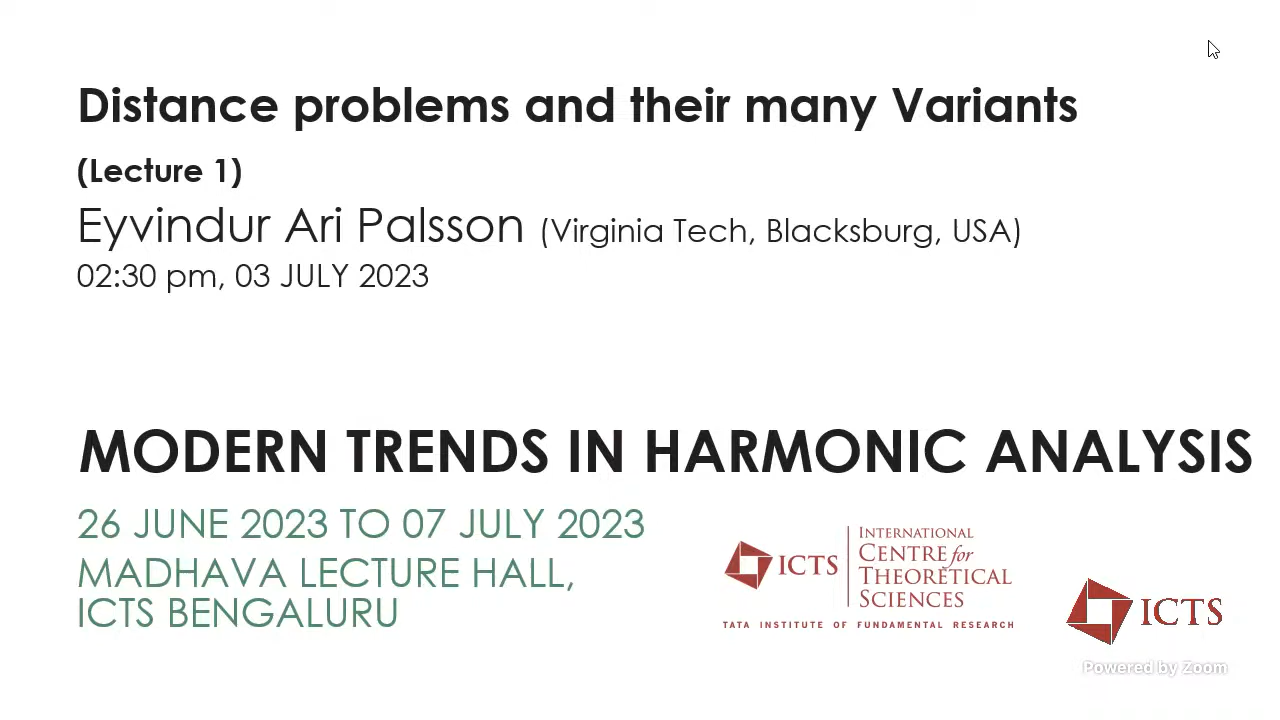 Distance problems and their many Variants
(Lecture 1)
Eyvindur Ari Palsson (Virginia Tech, Blacksburg, USA)
02:30 pm, 03 JULY 2023
MODERN TRENDS IN HARMONIC ANALYSIS
26 JUNE 2023 TO 07 JULY 2023
MADHAVA LECTURE HALL,
ICTS BENGALURU
ICTS
INTERNATIONAL
CENTRE for
THEORETICAL
SCIENCES
TATA INSTITUTE OF FUNDAMENTAL RESEARCH
ICTS
Powered by Zoom